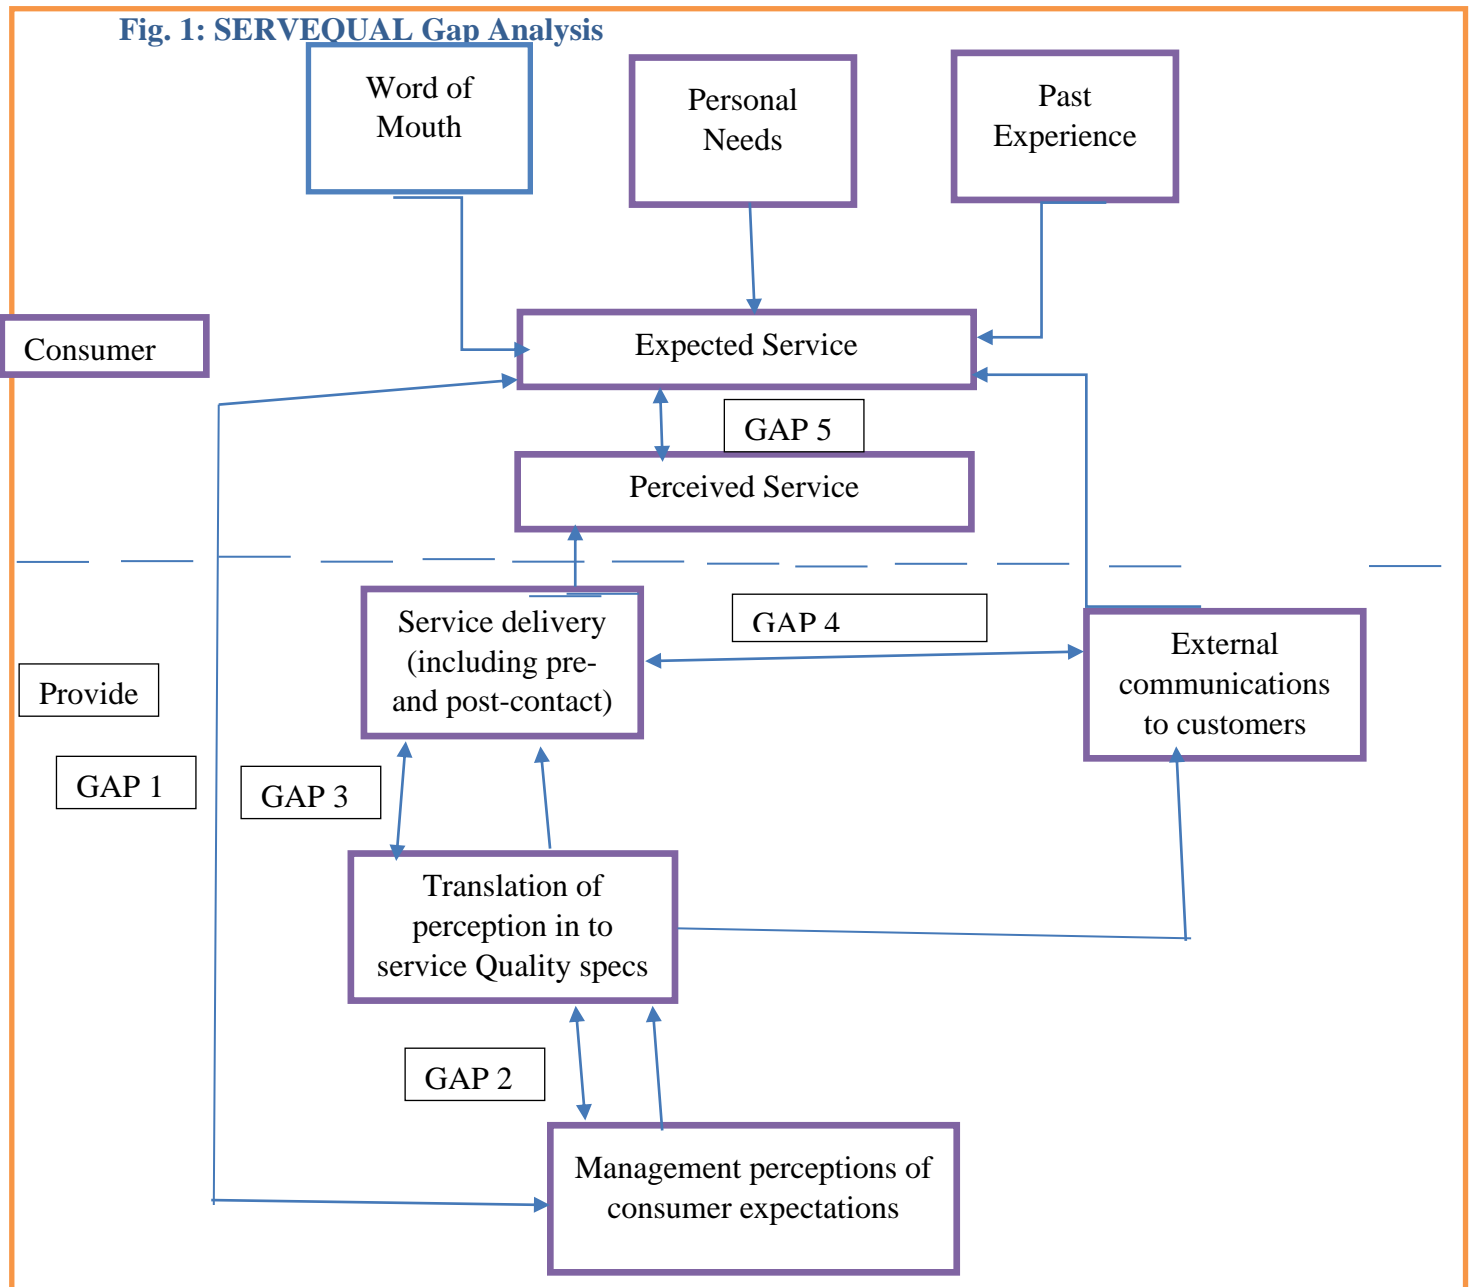 Fig. 1: SERVEQUAL Gap Analysis
Word of
Mouth
Personal
Needs
Past
Experience
Consumer
Expected Service
GAP 5
Perceived Service
Service delivery
(including pre-
and post-contact)
GAP 4
External
communications
to customers
Provide
GAP 1
GAP 3
Translation of
perception in to
service Quality specs
GAP 2
Management perceptions of
consumer expectations